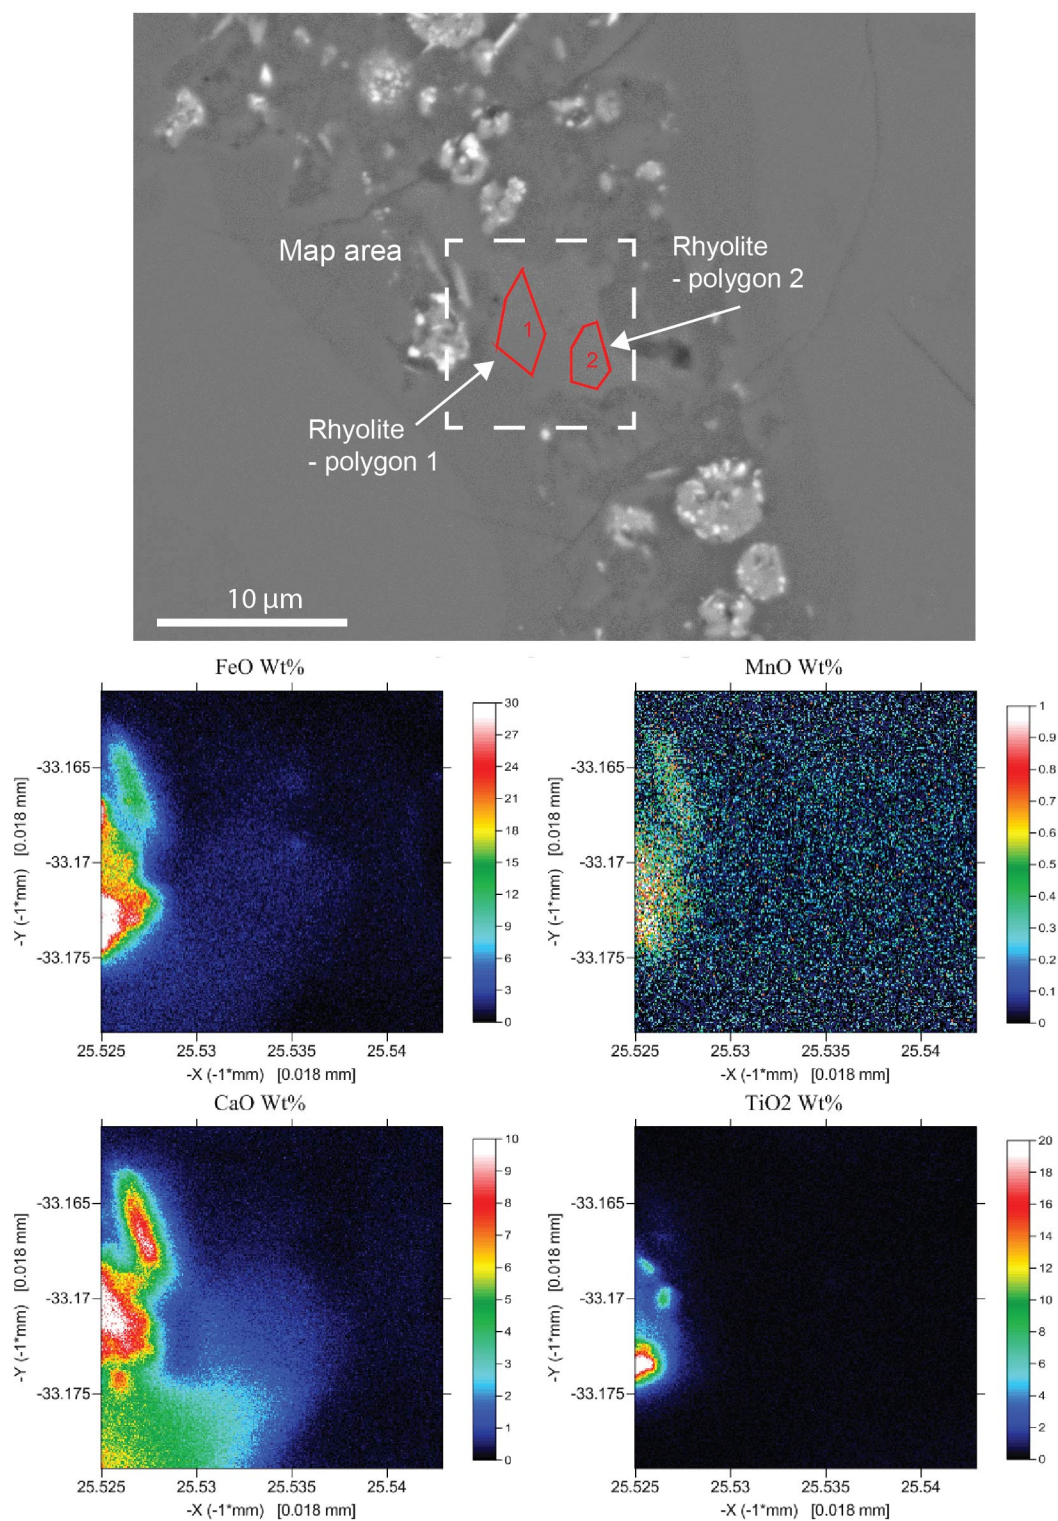 Map area
Rhyolite
- polygon 2
1
2
Rhyolite
- polygon 1
10 µm
FeO Wt%
-Y (-1*mm) [0.018 mm]
-33.165
-33.17
-33.175
25.525 25.53 25.535 25.54
-X (-1*mm) [0.018 mm]
30
27
24
21
18
15
12
9
6
3
0
MnO Wt%
-Y (-1*mm) [0.018 mm]
-33.165
-33.17
-33.175
25.525 25.53 25.535 25.54
-X (-1*mm) [0.018 mm]
1
0.9
0.8
0.7
0.6
0.5
0.4
0.3
0.2
0.1
0
CaO Wt%
-Y (-1*mm) [0.018 mm]
-33.165
-33.17
-33.175
25.525 25.53 25.535 25.54
-X (-1*mm) [0.018 mm]
10
9
8
7
6
5
4
3
2
1
0
TiO2 Wt%
-Y (-1*mm) [0.018 mm]
-33.165
-33.17
-33.175
25.525 25.53 25.535 25.54
-X (-1*mm) [0.018 mm]
20
18
16
14
12
10
8
6
4
2
0